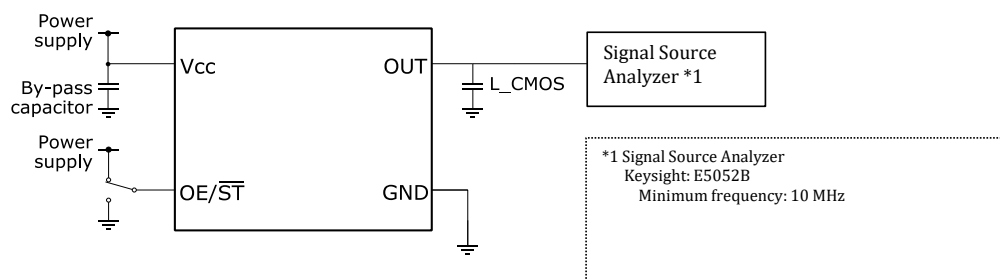 Power
supply
Vcc
By-pass
capacitor
Power
supply
OE/S̅T̅
OUT
L_CMOS
GND
Signal Source
Analyzer *1
*1 Signal Source Analyzer
Keysight: E5052B
Minimum frequency: 10 MHz